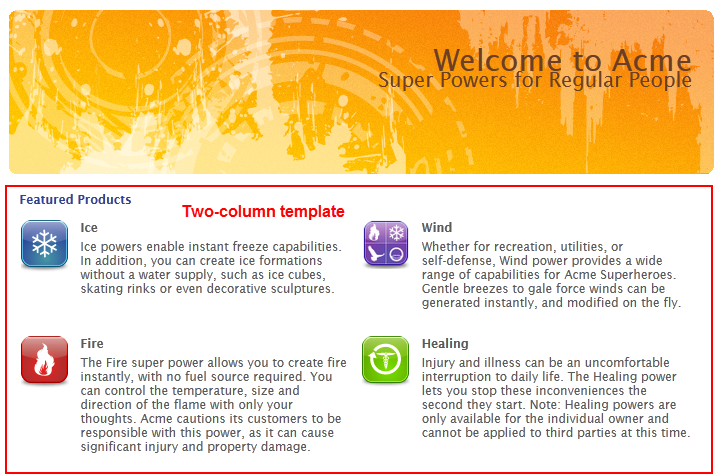 Welcome to Acme
Super Powers for Regular People
Featured Products
Two-column template
Ice
Ice powers enable instant freeze capabilities.
In addition, you can create ice formations
without a water supply, such as ice cubes,
skating rinks or even decorative sculptures.
Wind
Whether for recreation, utilities, or
self-defense, Wind power provides a wide
range of capabilities for Acme Superheroes.
Gentle breezes to gale force winds can be
generated instantly, and modified on the fly.
Fire
The Fire super power allows you to create fire
instantly, with no fuel source required. You
can control the temperature, size and
direction of the flame with only your
thoughts. Acme cautions its customers to be
responsible with this power, as it can cause
significant injury and property damage.
Healing
Injury and illness can be an uncomfortable
interruption to daily life. The Healing power
lets you stop these inconveniences the
second they start. Note: Healing powers are
only available for the individual owner and
cannot be applied to third parties at this time.